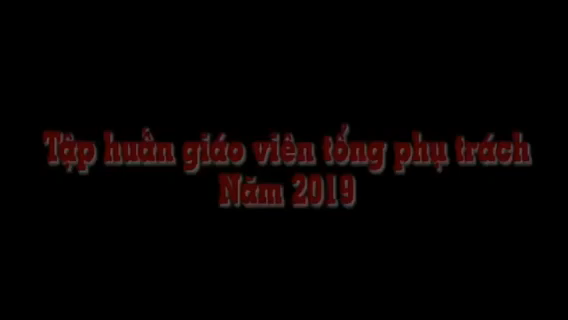 Tập huấn giáo viên tổng phụ trách
Năm 2019